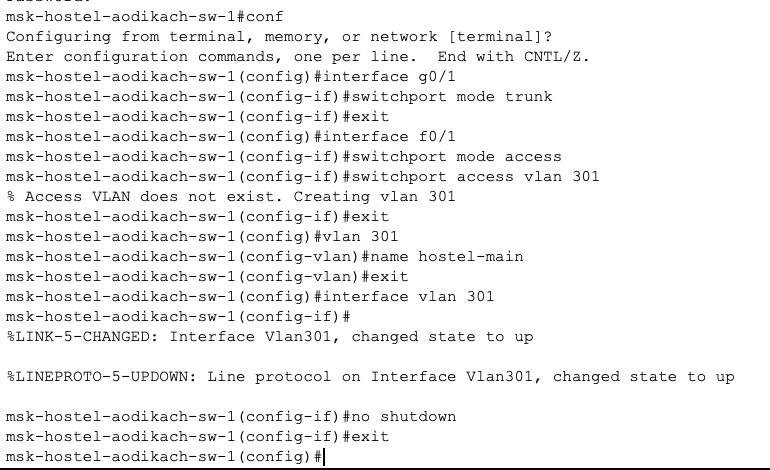 msk-hostel-aodikach-sw-1#conf
Configuring from terminal, memory, or network [terminal]?
Enter configuration commands, one per line.  End with CNTL/Z.
msk-hostel-aodikach-sw-1(config)#interface g0/1
msk-hostel-aodikach-sw-1(config-if)#switchport mode trunk
msk-hostel-aodikach-sw-1(config-if)#exit
msk-hostel-aodikach-sw-1(config)#interface f0/1
msk-hostel-aodikach-sw-1(config-if)#switchport mode access
msk-hostel-aodikach-sw-1(config-if)#switchport access vlan 301
% Access VLAN does not exist. Creating vlan 301
msk-hostel-aodikach-sw-1(config-if)#exit
msk-hostel-aodikach-sw-1(config)#vlan 301
msk-hostel-aodikach-sw-1(config-vlan)#name hostel-main
msk-hostel-aodikach-sw-1(config-vlan)#exit
msk-hostel-aodikach-sw-1(config)#interface vlan 301
msk-hostel-aodikach-sw-1(config-if)#
%LINK-5-CHANGED: Interface Vlan301, changed state to up
%LINEPROTO-5-UPDOWN: Line protocol on Interface Vlan301, changed state to up
msk-hostel-aodikach-sw-1(config-if)#no shutdown
msk-hostel-aodikach-sw-1(config-if)#exit
msk-hostel-aodikach-sw-1(config)#